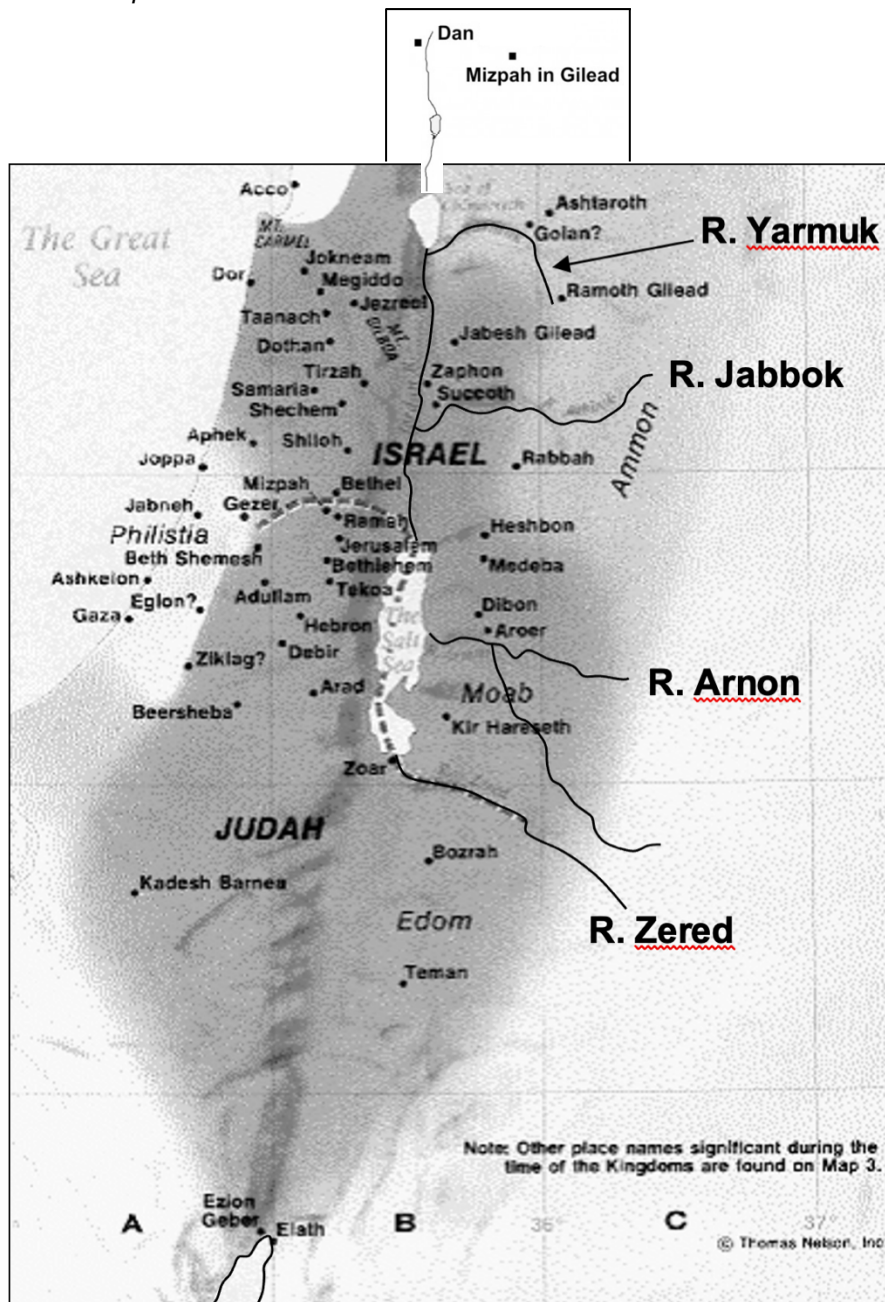 Dan
Mizpah in Gilead
Acco
Ashtaroth
Golan?
The Great
Sea
MT.
CARMEL
R. Yarmuk
Jokneam
Dor
Megiddo
Ramoth Gilead
Jezreel
Taanach
MT.
GILBOA
Jabesh Gilead
Dothan
Tirzah
Zaphon
R. Jabbok
Samaria
Succoth
Shechem
Ammon
Aphek
Shiloh
ISRAEL
Rabbah
Joppa
Mizpah
Bethel
Jabneh
Gezer
Ramah
Heshbon
Philistia
Jerusalem
Beth Shemesh
Bethlehem
Medeba
Ashkelon
Tekoa
Eglon?
Adullam
The
Salt
Sea
Dibon
Gaza
Hebron
Aroer
Ziklag?
Debir
Arad
Moab
R. Arnon
Beersheba
Kir Hareseth
Zoar
JUDAH
Bozrah
Kadesh Barnea
Edom
R. Zered
Teman
Note: Other place names significant during the
time of the Kingdoms are found on Map 3.
Ezion
Geber
Elath
A
B
36°
C
37°
© Thomas Nelson, Inc